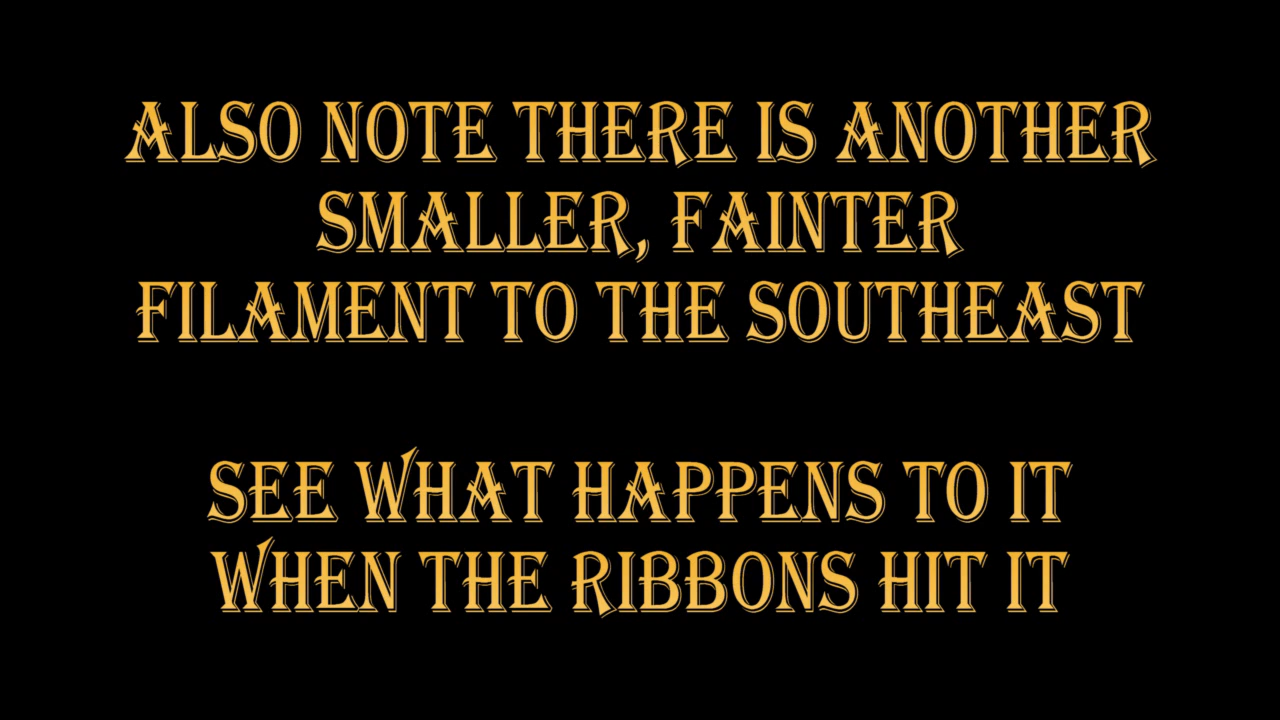 ALSO NOTE THERE IS ANOTHER
SMALLER, FAINTER
FILAMENT TO THE SOUTHEAST
SEE WHAT HAPPENS TO IT
WHEN THE RIBBONS HIT IT